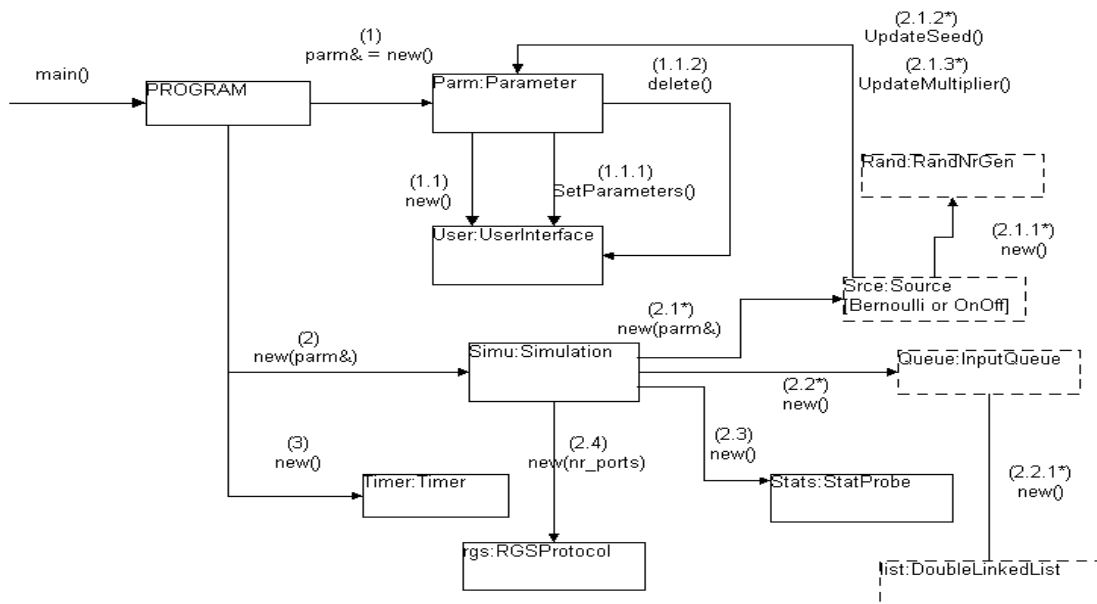 (2.1.2*)
UpdateSeed()
(1)
parm& = new()
(2.1.3*)
UpdateMultiplier()
main()
(1.1.2)
delete()
PROGRAM
Parm:Parameter
Rand:RandNrGen
(1.1)
new()
(1.1.1)
SetParameters()
User:UserInterface
(2.1.1*)
new()
Srce:Source
[Bernoulli or OnOff]
(2.1*)
new(parm&)
(2)
new(parm&)
Simu:Simulation
Queue:InputQueue
(2.2*)
new()
(3)
new()
(2.4)
new(nr_ports)
(2.3)
new()
(2.2.1*)
new()
Timer:Timer
Stats:StatProbe
rgs:RGSProtocol
list:DoubleLinkedList